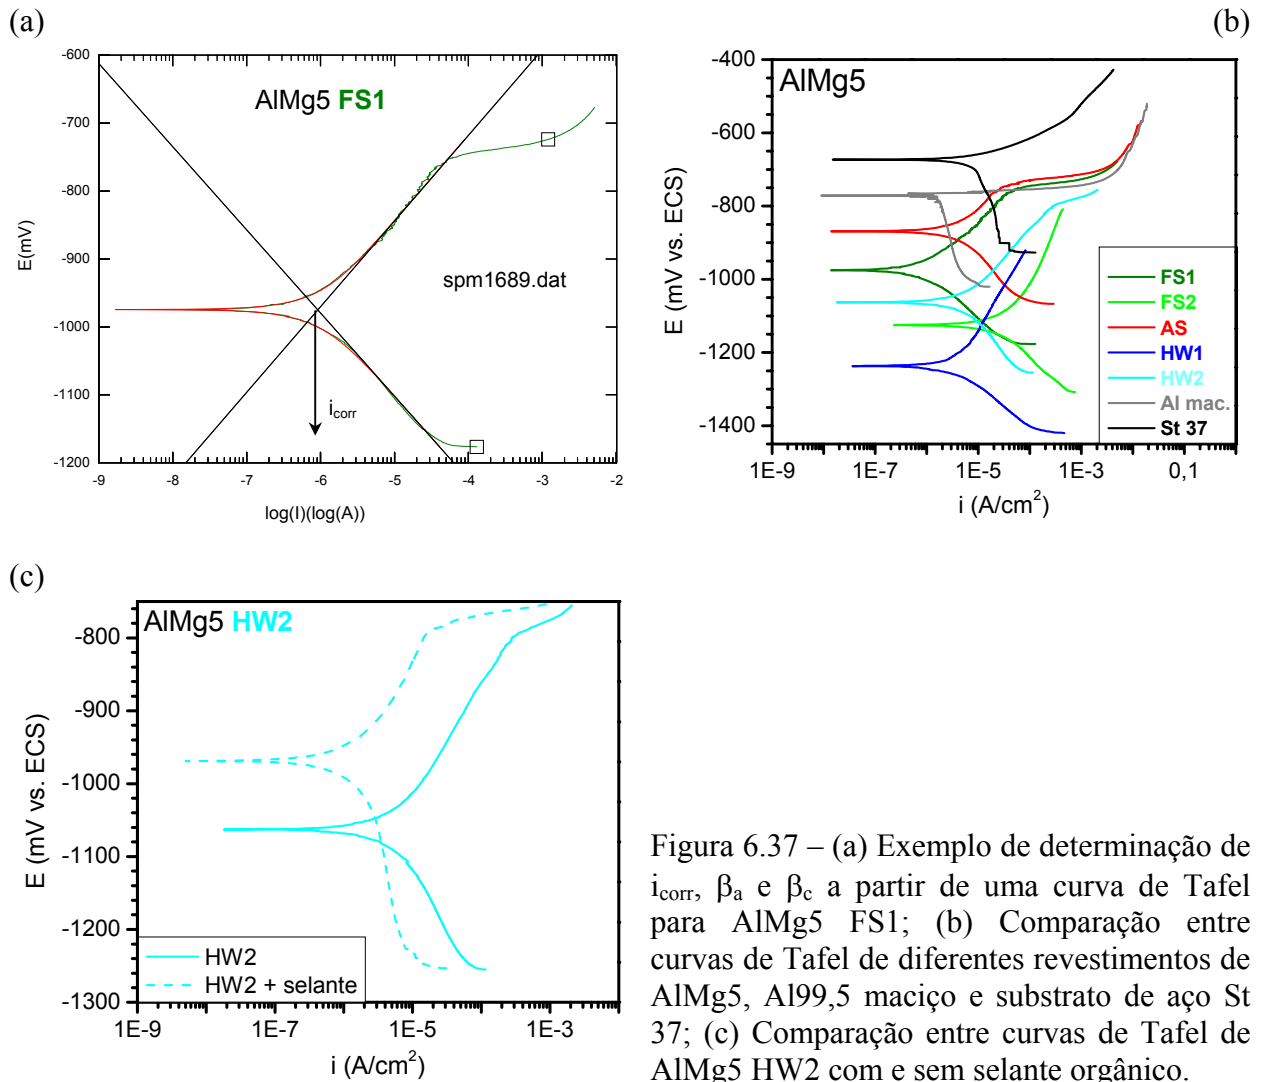 (a)
-600
-700
-800
-900
-1000
-1100
-1200
E(mV)
AlMg5 FS1
spm1689.dat
i_corr
-9 -8 -7 -6 -5 -4 -3 -2
log(I)(log(A))
(b)
-400
-600
-800
-1000
-1200
-1400
E (mV vs. ECS)
AlMg5
FS1
FS2
AS
HW1
HW2
Al mac.
St 37
1E-9 1E-7 1E-5 1E-3 0,1
i (A/cm²)
(c)
-800
-900
-1000
-1100
-1200
-1300
E (mV vs. ECS)
AlMg5 HW2
HW2
HW2 + selante
1E-9 1E-7 1E-5 1E-3
i (A/cm²)
Figura 6.37 – (a) Exemplo de determinação de
i_corr, β_a e β_c a partir de uma curva de Tafel
para AlMg5 FS1; (b) Comparação entre
curvas de Tafel de diferentes revestimentos de
AlMg5, Al99,5 maciço e substrato de aço St
37; (c) Comparação entre curvas de Tafel de
AlMg5 HW2 com e sem selante orgânico.